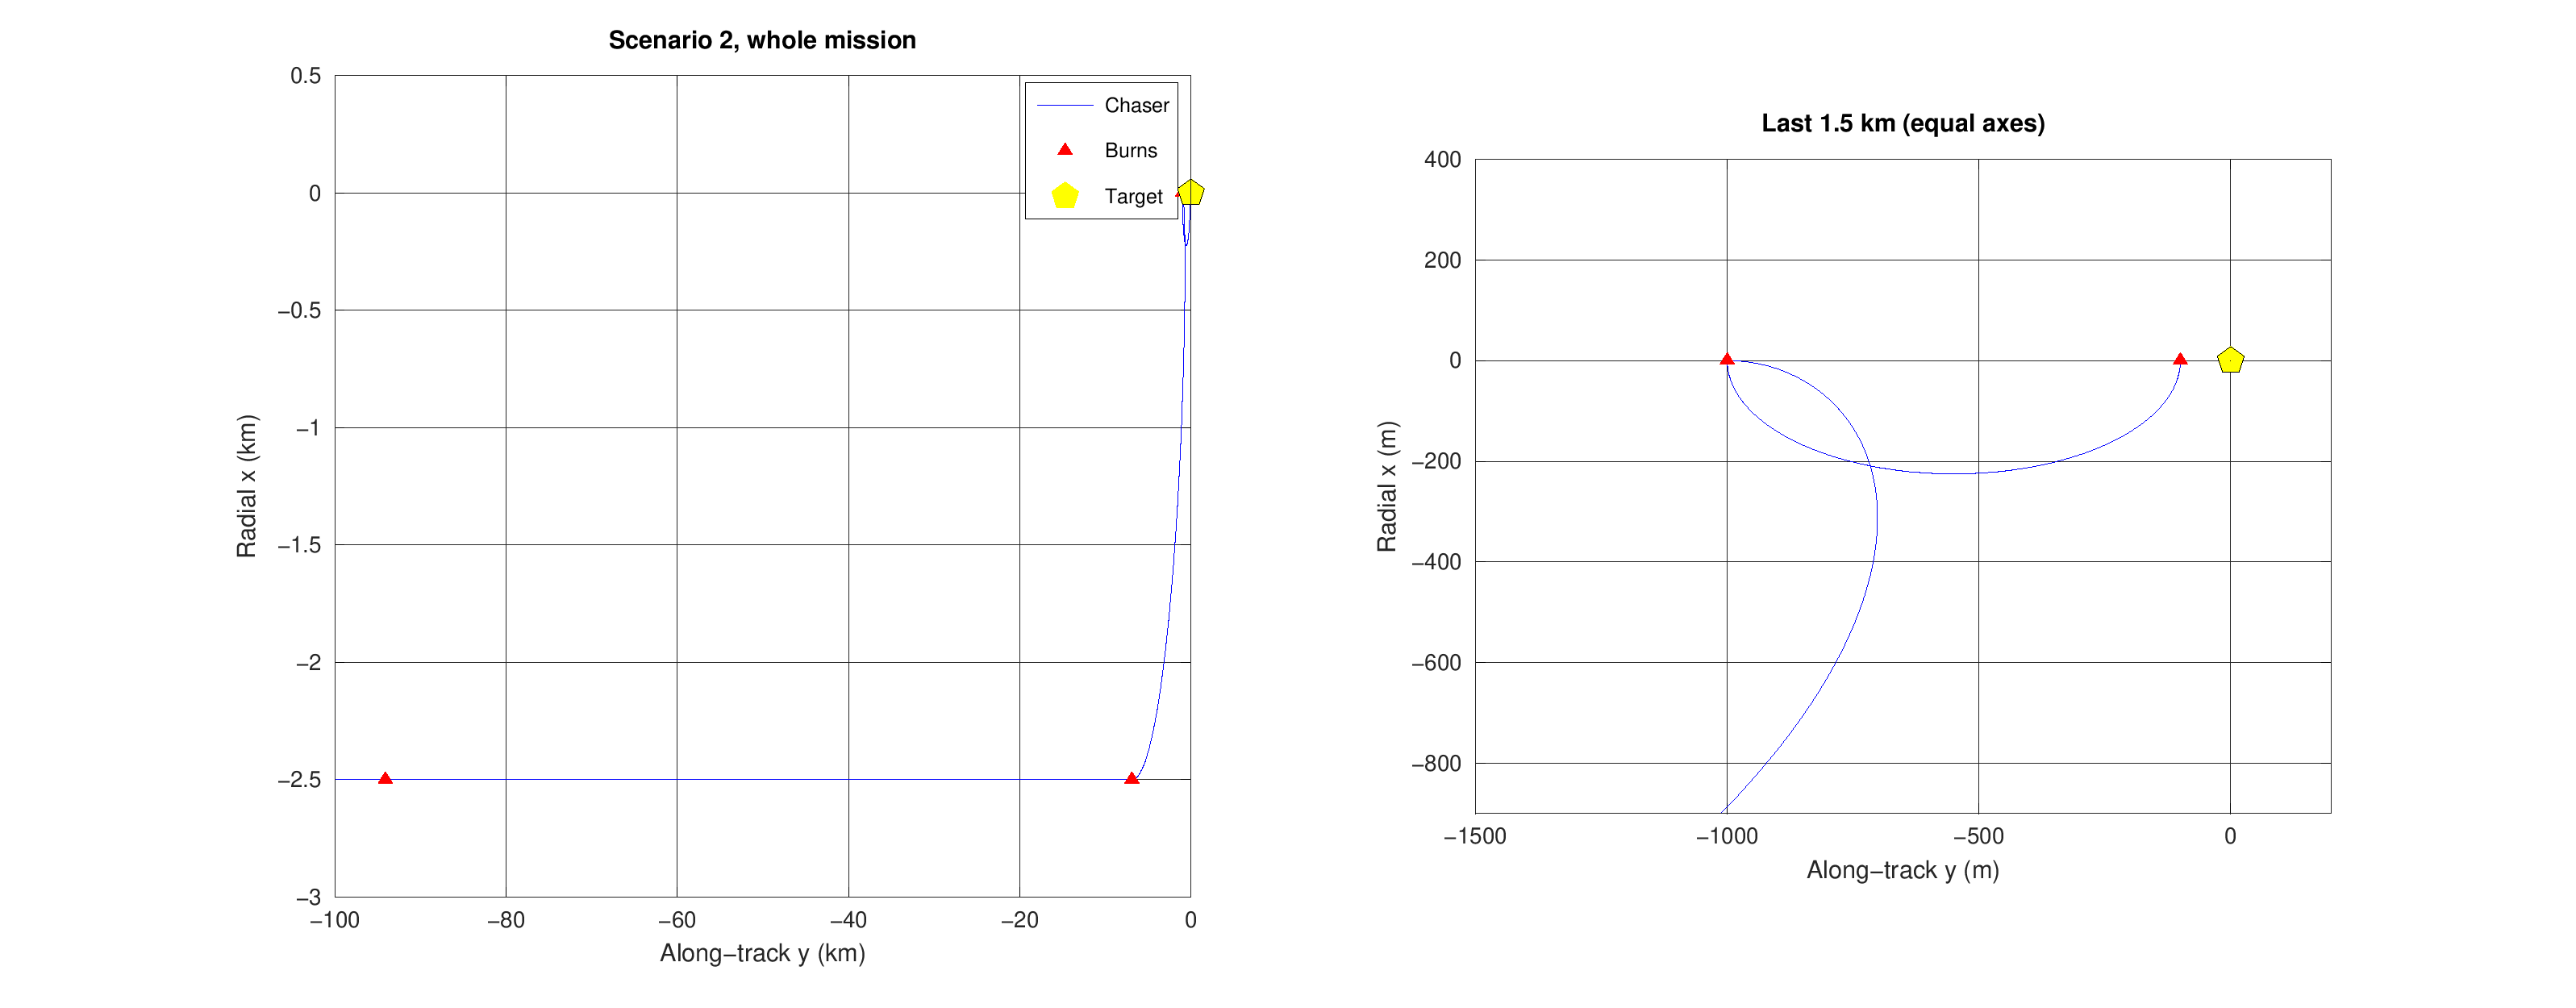 Scenario 2, whole mission
0.5
0
−0.5
−1
−1.5
−2
−2.5
−3
−100
−80
−60
−40
−20
0
Radial x (km)
Along−track y (km)
Chaser
Burns
Target
Last 1.5 km (equal axes)
400
200
0
−200
−400
−600
−800
−1500
−1000
−500
0
Radial x (m)
Along−track y (m)